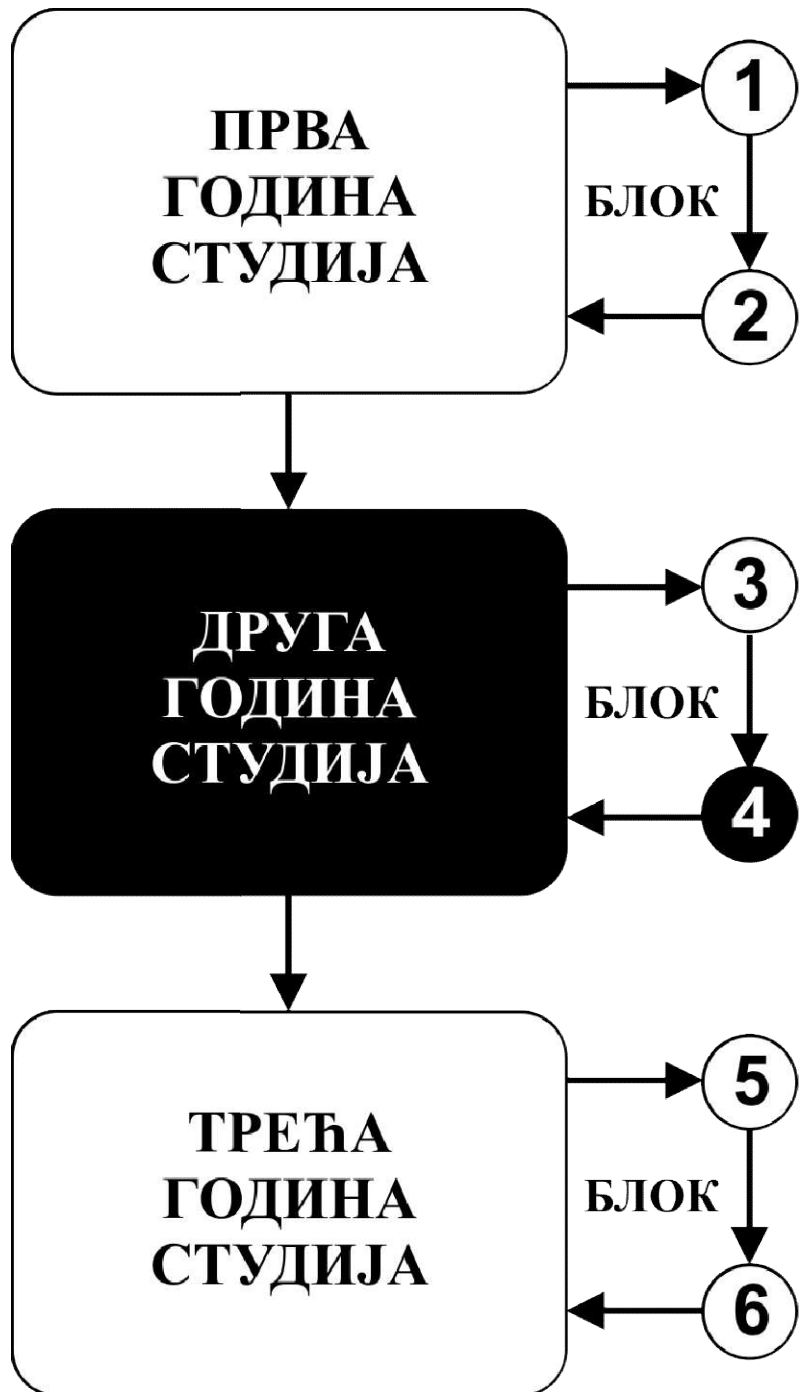 ПРВА
ГОДИНА
СТУДИЈА
1
БЛОК
2
ДРУГА
ГОДИНА
СТУДИЈА
3
БЛОК
4
ТРЕЋА
ГОДИНА
СТУДИЈА
5
БЛОК
6